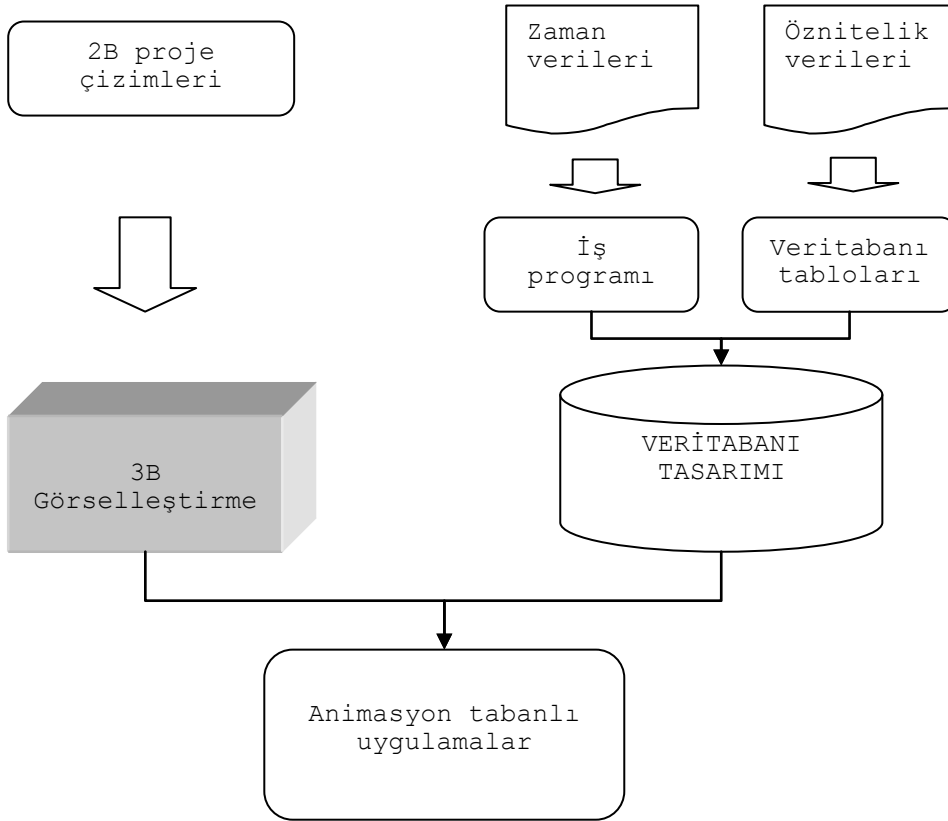 2B proje
çizimleri
Zaman
verileri
Öznitelik
verileri
İş
programı
Veritabanı
tabloları
3B
Görselleştirme
VERİTABANI
TASARIMI
Animasyon tabanlı
uygulamalar